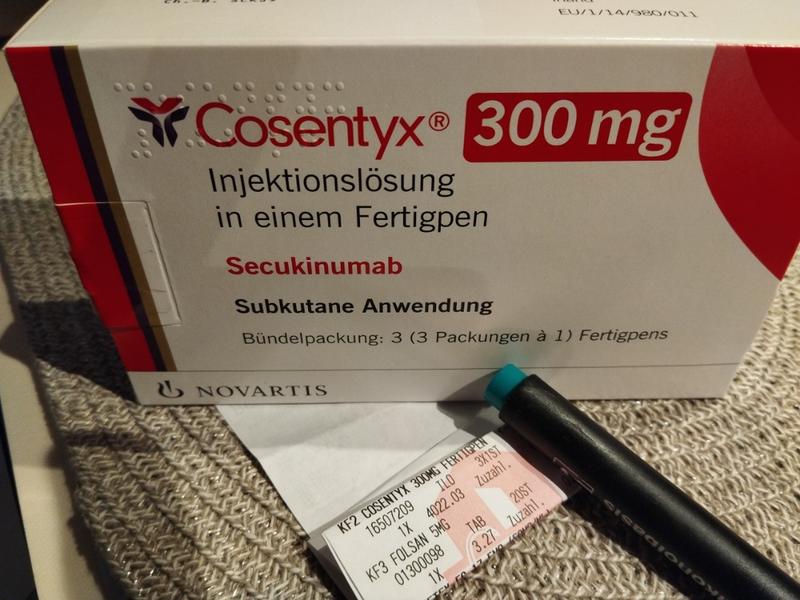 EU/1/14/980/011
Cosentyx® 300 mg
Injektionslösung
in einem Fertigpen
Secukinumab
Subkutane Anwendung
Bündelpackung: 3 (3 Packungen à 1) Fertigpens
NOVARTIS
KF2 COSENTYX 300MG FERTIGPEN
16507209 ILO 3X1ST
1X 4022.03 Zuzahl.
KF3 FOLSAN 5MG
01300098 TAB 20ST
1X 3.27 Zuzahl.